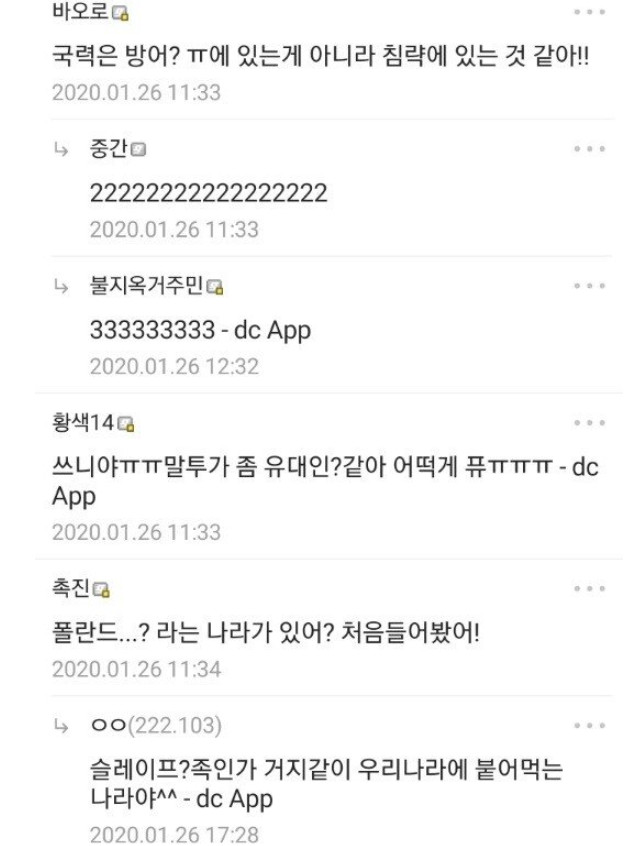 바오로
국력은 방어? ㅠ에 있는게 아니라 침략에 있는 것 같아!!
2020.01.26 11:33
중간
22222222222222222
2020.01.26 11:33
불지옥거주민
333333333 - dc App
2020.01.26 12:32
황색14
쓰니야ㅠㅠ말투가 좀 유대인?같아 어떡게 퓨ㅠㅠㅠ - dc
App
2020.01.26 11:33
촉진
폴란드...? 라는 나라가 있어? 처음들어봤어!
2020.01.26 11:34
ㅇㅇ(222.103)
슬레이프?족인가 거지같이 우리나라에 붙어먹는
나라야^^ - dc App
2020.01.26 17:28